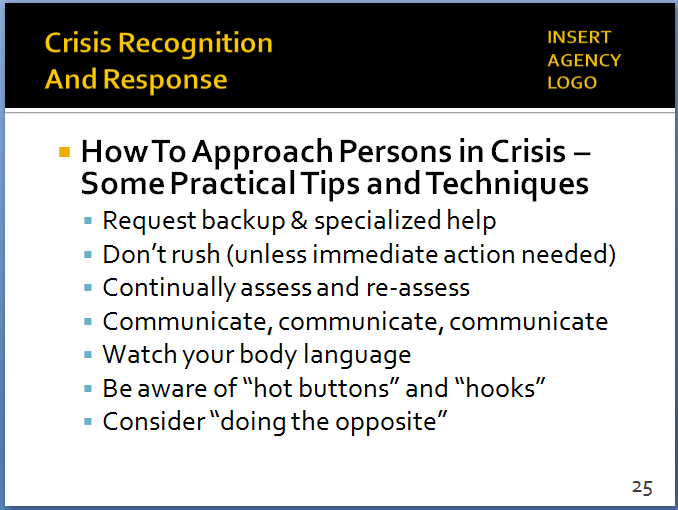 Crisis Recognition
And Response
INSERT
AGENCY
LOGO
How To Approach Persons in Crisis –
Some Practical Tips and Techniques
Request backup & specialized help
Don’t rush (unless immediate action needed)
Continually assess and re-assess
Communicate, communicate, communicate
Watch your body language
Be aware of “hot buttons” and “hooks”
Consider “doing the opposite”
25